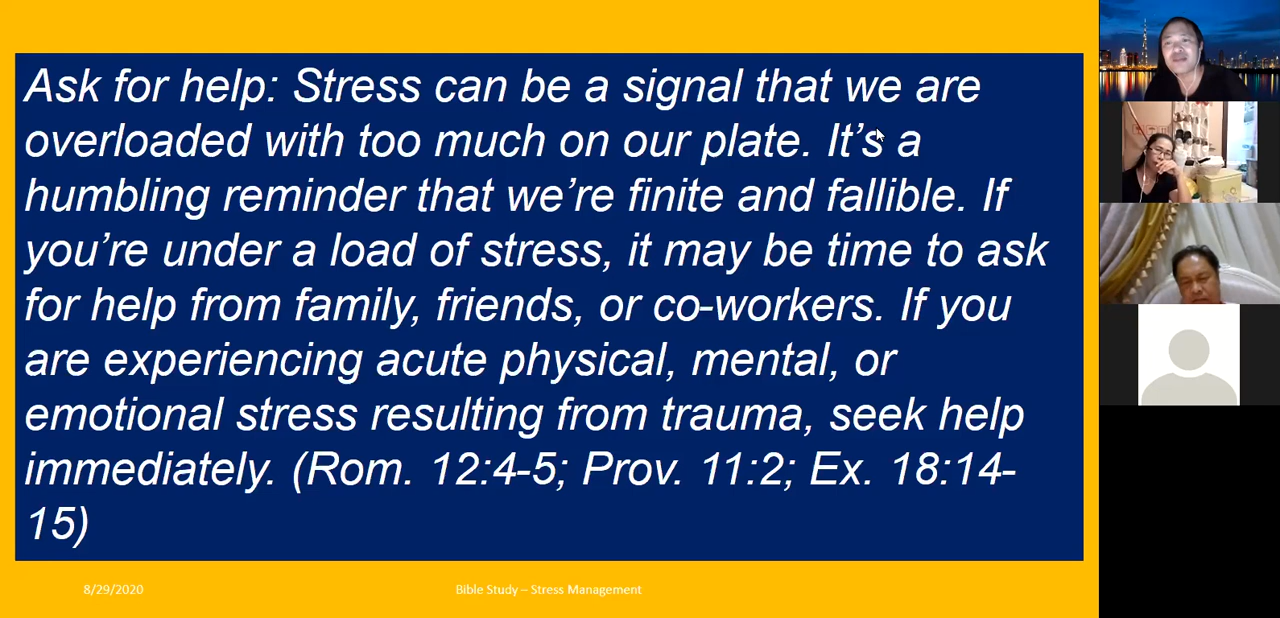 Ask for help: Stress can be a signal that we are
overloaded with too much on our plate. It’s a
humbling reminder that we’re finite and fallible. If
you’re under a load of stress, it may be time to ask
for help from family, friends, or co-workers. If you
are experiencing acute physical, mental, or
emotional stress resulting from trauma, seek help
immediately. (Rom. 12:4-5; Prov. 11:2; Ex. 18:14-
15)
8/29/2020
Bible Study – Stress Management